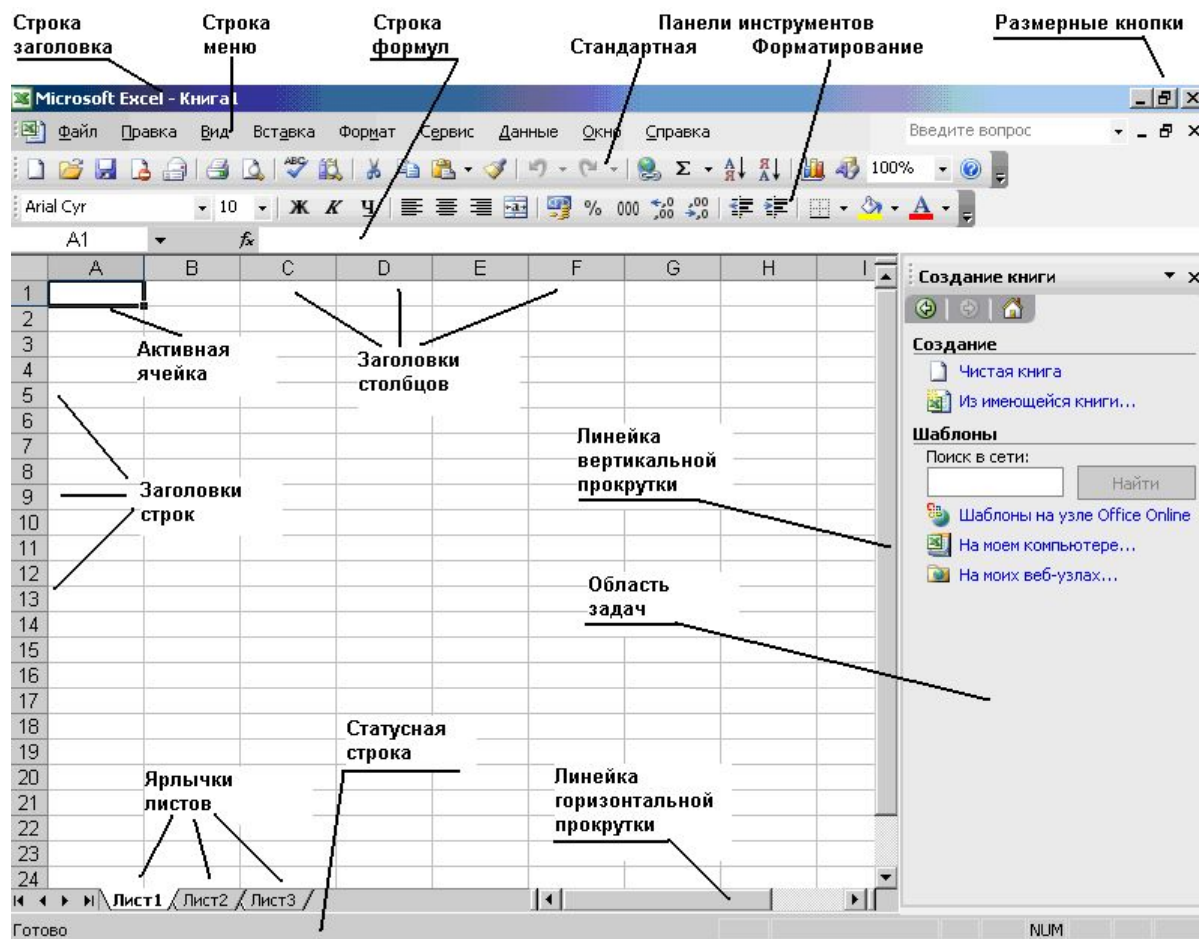 Строка Строка Строка Панели инструментов Размерные кнопки
заголовка меню формул Стандартная Форматирование
Microsoft Excel - Книга1
Файл Правка Вид Вставка Формат Сервис Данные Окно Справка Введите вопрос
100%
Arial Cyr 10 Ж К Ч % 000
A1 fx
A B C D E F G H I
Создание книги
1
2
3
4
5
6
7
8
9
10
11
12
13
14
15
16
17
18
19
20
21
22
23
24
Активная
ячейка
Заголовки
столбцов
Заголовки
строк
Линейка
вертикальной
прокрутки
Область
задач
Статусная
строка
Ярлычки
листов
Линейка
горизонтальной
прокрутки
Создание
Чистая книга
Из имеющейся книги...
Шаблоны
Поиск в сети:
Найти
Шаблоны на узле Office Online
На моем компьютере...
На моих веб-узлах...
Лист1 Лист2 Лист3
Готово NUM